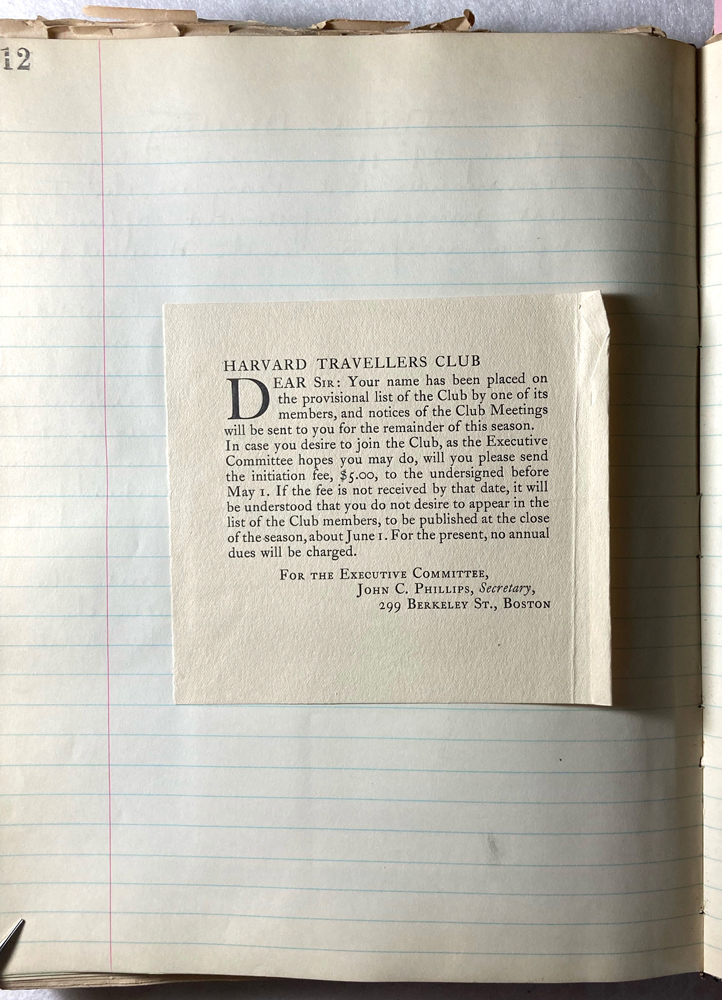 12
HARVARD TRAVELLERS CLUB
DEAR SIR: Your name has been placed on
the provisional list of the Club by one of its
members, and notices of the Club Meetings
will be sent to you for the remainder of this season.
In case you desire to join the Club, as the Executive
Committee hopes you may do, will you please send
the initiation fee, $5.00, to the undersigned before
May 1. If the fee is not received by that date, it will
be understood that you do not desire to appear in the
list of the Club members, to be published at the close
of the season, about June 1. For the present, no annual
dues will be charged.
FOR THE EXECUTIVE COMMITTEE,
JOHN C. PHILLIPS, Secretary,
299 BERKELEY ST., BOSTON